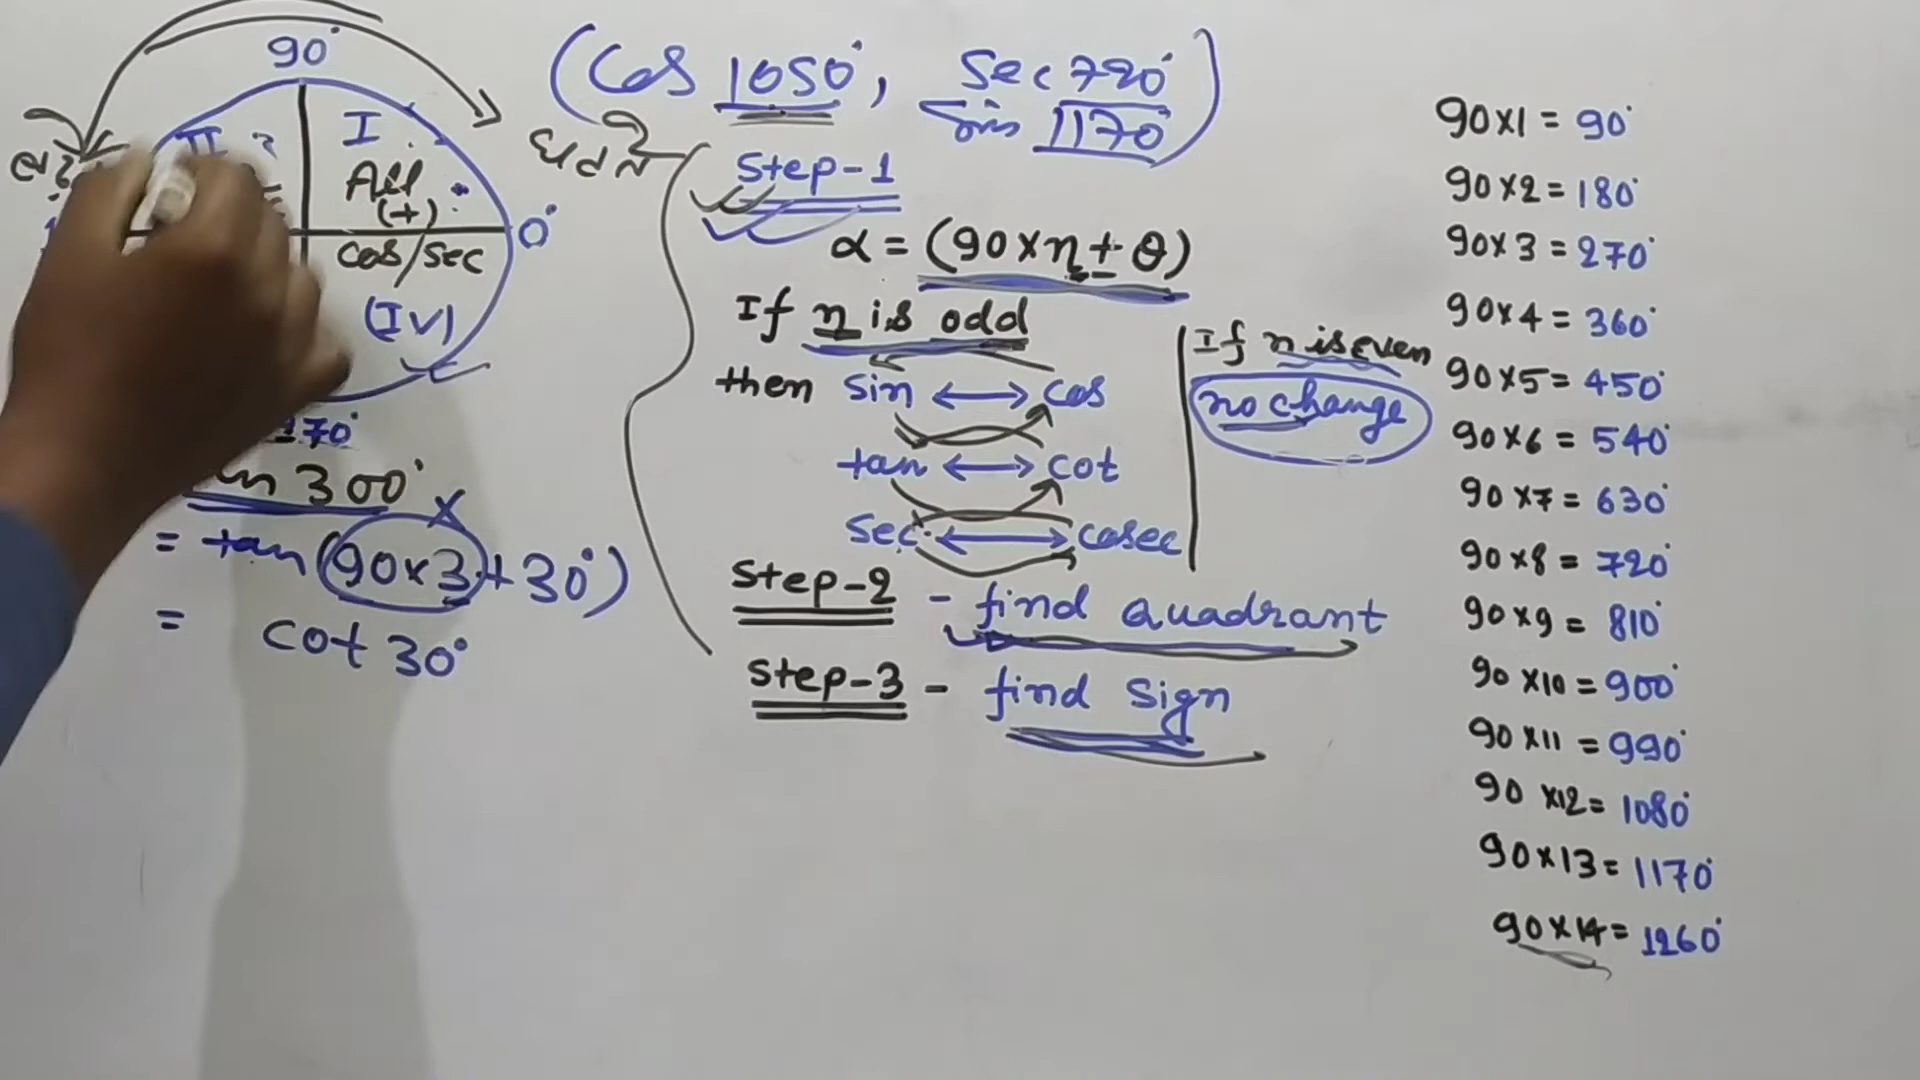 90°
I
All
(+)
0°
cos/sec
(IV)
270°
300°
= tan(90×3+30°)
= cot 30°
(Cos 1050°, Sec 720°
Sin 1170°)
Step-1
α = (90×n ± θ)
If n is odd
then sin ↔ cos
tan ↔ cot
sec ↔ cosec
If n is even
no change
Step-2 - find quadrant
Step-3 - find Sign
90×1 = 90°
90×2 = 180°
90×3 = 270°
90×4 = 360°
90×5 = 450°
90×6 = 540°
90×7 = 630°
90×8 = 720°
90×9 = 810°
90×10 = 900°
90×11 = 990°
90×12 = 1080°
90×13 = 1170°
90×14 = 1260°